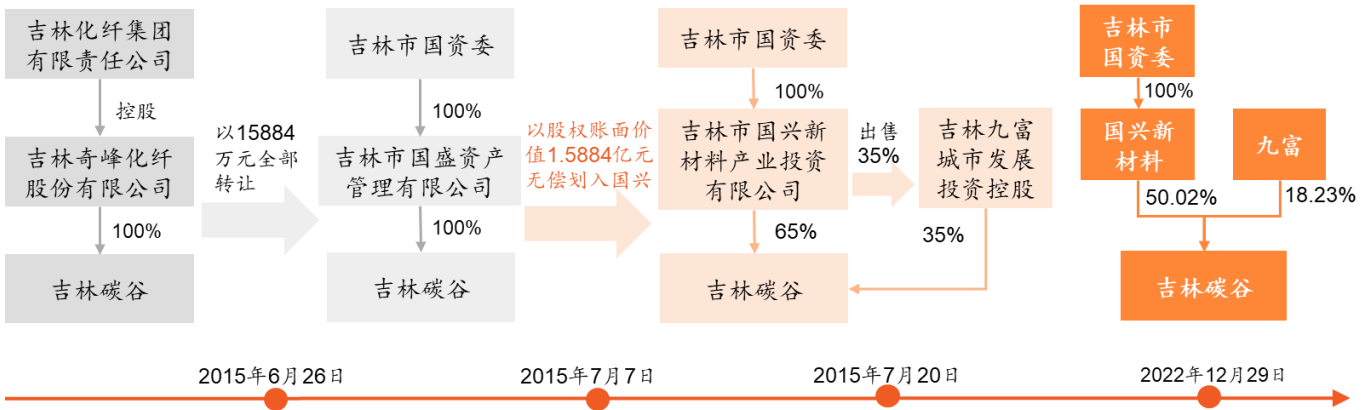 吉林化纤集团
有限责任公司
控股
吉林奇峰化纤
股份有限公司
100%
吉林碳谷
以15884
万元全部
转让
吉林市国资委
100%
吉林市国盛资产
管理有限公司
100%
吉林碳谷
以股权账面价
值1.5884亿元
无偿划入国兴
吉林市国资委
100%
吉林市国兴新
材料产业投资
有限公司
65%
吉林碳谷
出售
35%
吉林九富
城市发展
投资控股
35%
吉林市
国资委
100%
国兴新
材料
九富
50.02%
18.23%
吉林碳谷
2015年6月26日
2015年7月7日
2015年7月20日
2022年12月29日